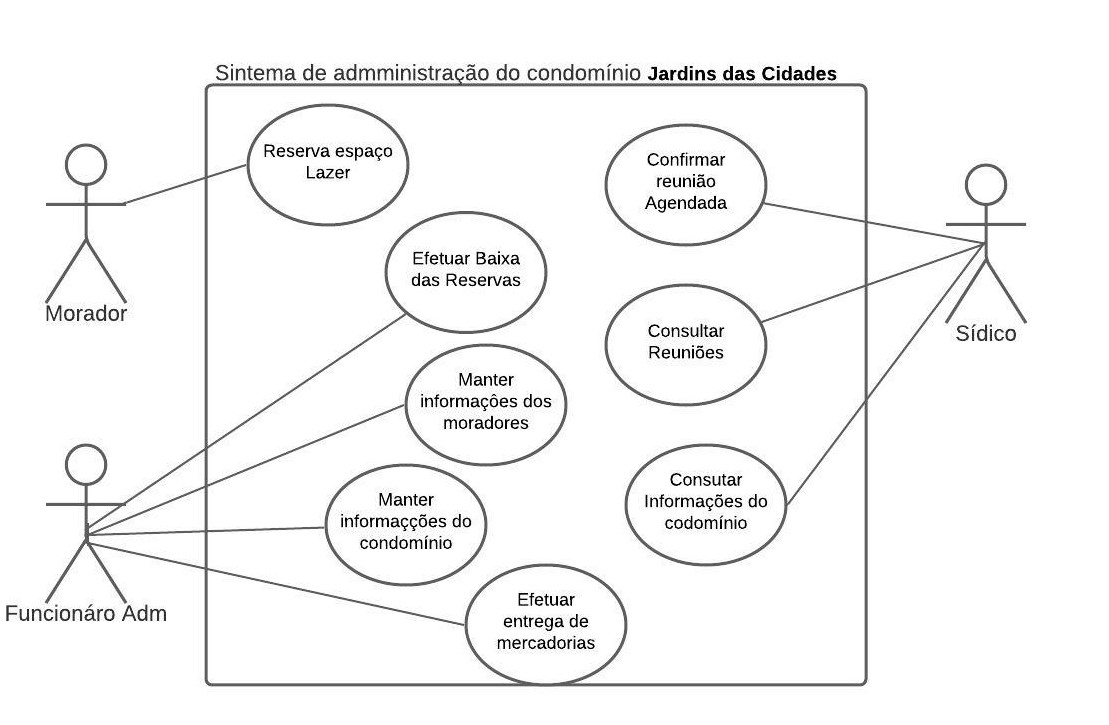 Sintema de admministração do condomínio Jardins das Cidades
Reserva espaço
Lazer
Morador
Efetuar Baixa
das Reservas
Manter
informaçôes dos
moradores
Manter
informaçções do
condomínio
Efetuar
entrega de
mercadorias
Funcionáro Adm
Confirmar
reunião
Agendada
Consultar
Reuniões
Consutar
Informações do
codomínio
Sídico